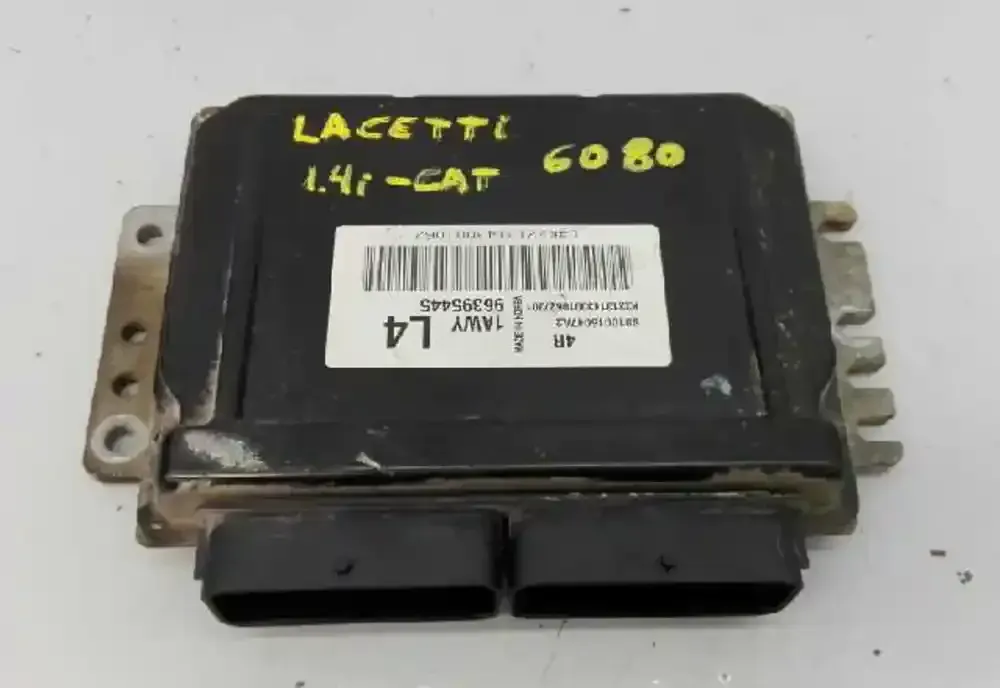 LACETTI
1.4i-CAT 6080
4R
L4
1AWY
MADE IN KOREA
96395445